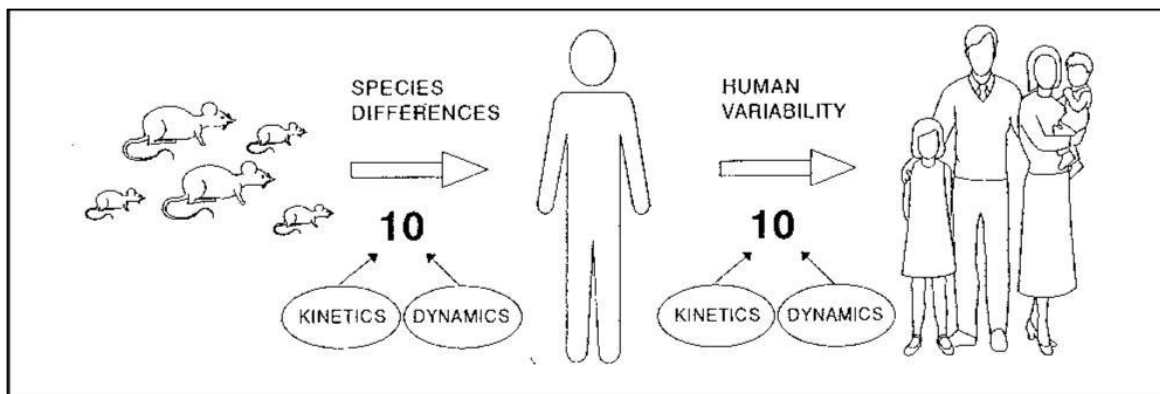 SPECIES
DIFFERENCES
10
KINETICS
DYNAMICS
HUMAN
VARIABILITY
10
KINETICS
DYNAMICS